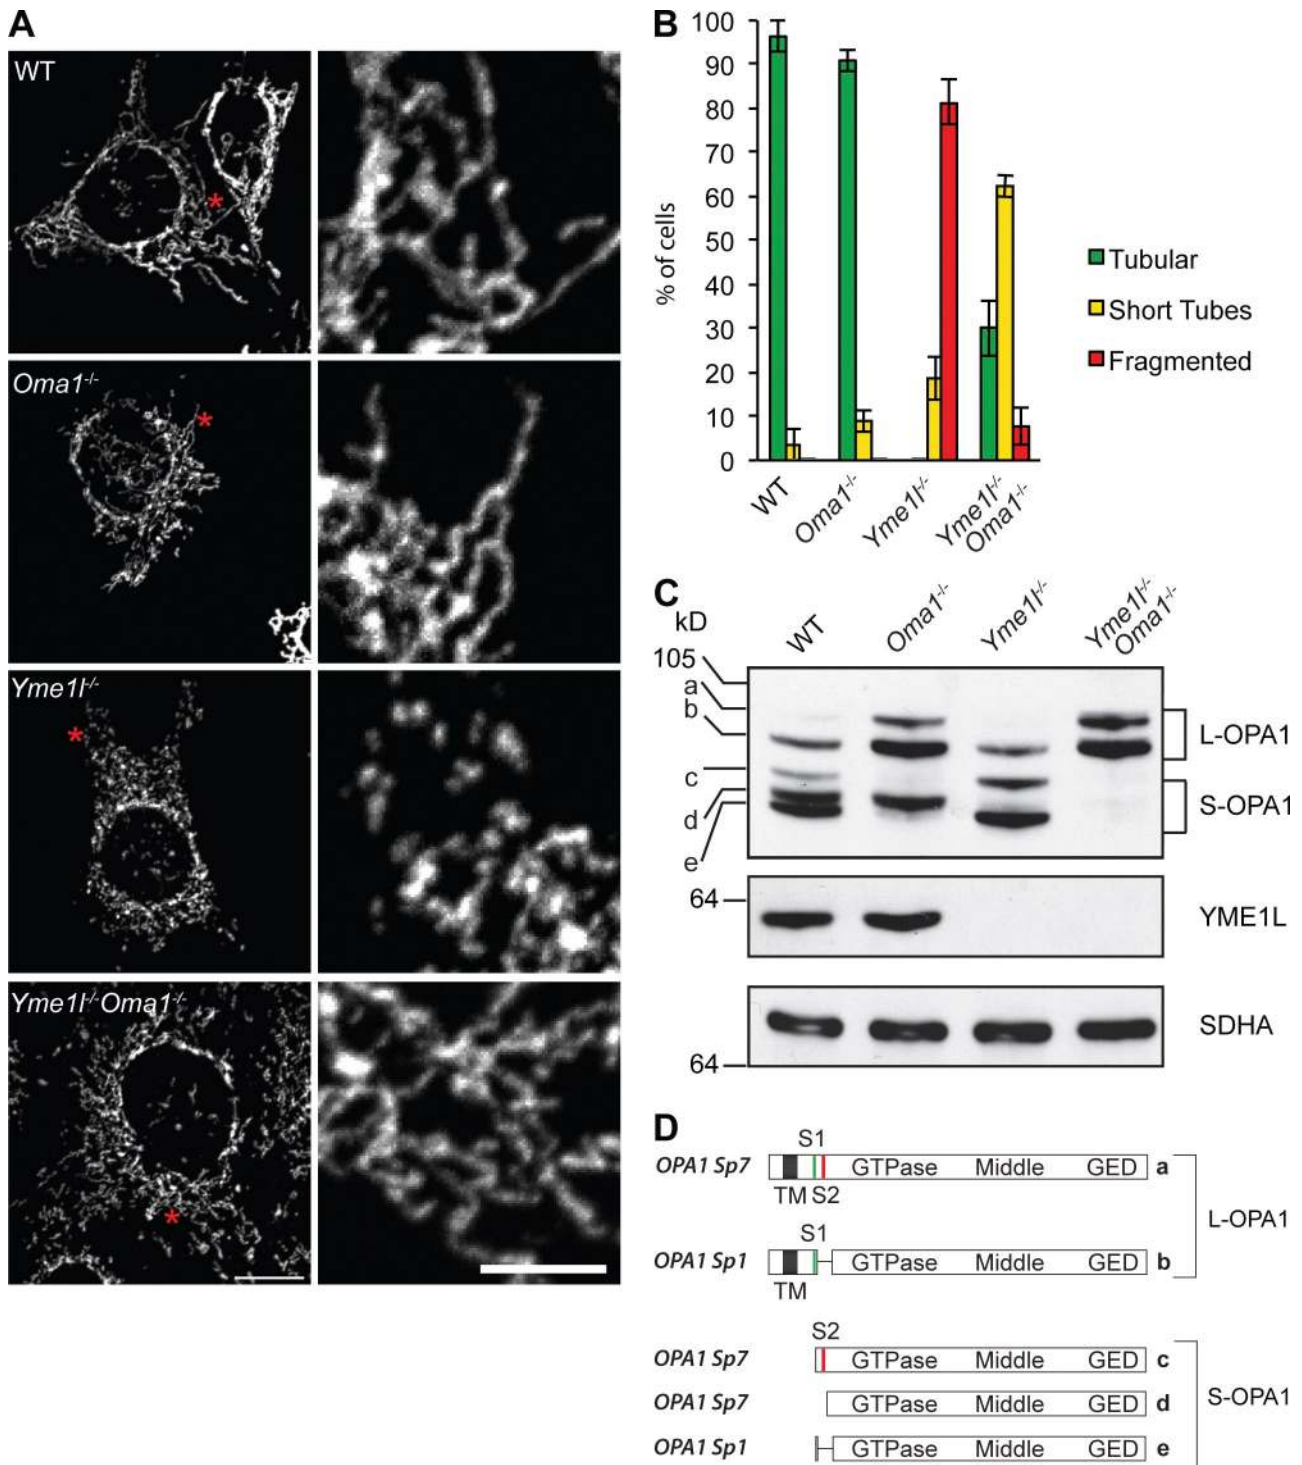 A
WT
*
Oma1-/-
*
Yme1l-/-
*
Yme1l-/-Oma1-/-
*
B
100
90
80
70
60
50
40
30
20
10
0
% of cells
WT
Oma1-/-
Yme1l-/-
Yme1l-/-
Oma1-/-
Tubular
Short Tubes
Fragmented
C
kD
WT
Oma1-/-
Yme1l-/-
Yme1l-/-
Oma1-/-
105
a
b
c
d
e
L-OPA1
S-OPA1
64
YME1L
SDHA
64
D
S1
OPA1 Sp7 GTPase Middle GED a
TM S2
L-OPA1
S1
OPA1 Sp1 GTPase Middle GED b
TM
S2
OPA1 Sp7 GTPase Middle GED c
OPA1 Sp7 GTPase Middle GED d
S-OPA1
OPA1 Sp1 GTPase Middle GED e